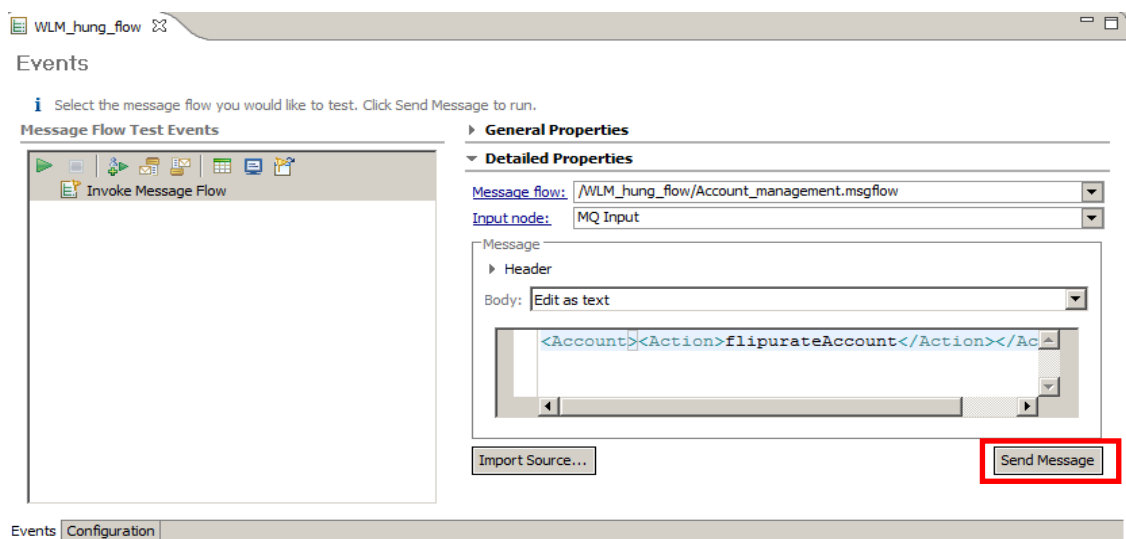 WLM_hung_flow
Events
i Select the message flow you would like to test. Click Send Message to run.
Message Flow Test Events
Invoke Message Flow
General Properties
Detailed Properties
Message flow: /WLM_hung_flow/Account_management.msgflow
Input node: MQ Input
Message
Header
Body: Edit as text
<Account><Action>flipurateAccount</Action></Ac
Import Source... Send Message
Events Configuration